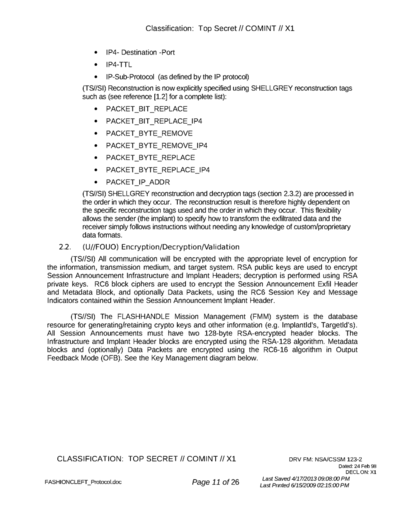 Classification: Top Secret // COMINT // X1
• IP4- Destination -Port
• IP4-TTL
• IP-Sub-Protocol (as defined by the IP protocol)
(TS//SI) Reconstruction is now explicitly specified using SHELLGREY reconstruction tags
such as (see reference [1.2] for a complete list):
• PACKET_BIT_REPLACE
• PACKET_BIT_REPLACE_IP4
• PACKET_BYTE_REMOVE
• PACKET_BYTE_REMOVE_IP4
• PACKET_BYTE_REPLACE
• PACKET_BYTE_REPLACE_IP4
• PACKET_IP_ADDR
(TS//SI) SHELLGREY reconstruction and decryption tags (section 2.3.2) are processed in
the order in which they occur. The reconstruction result is therefore highly dependent on
the specific reconstruction tags used and the order in which they occur. This flexibility
allows the sender (the implant) to specify how to transform the exfiltrated data and the
receiver simply follows instructions without needing any knowledge of custom/proprietary
data formats.
2.2. (U//FOUO) Encryption/Decryption/Validation
(TS//SI) All communication will be encrypted with the appropriate level of encryption for
the information, transmission medium, and target system. RSA public keys are used to encrypt
Session Announcement Infrastructure and Implant Headers; decryption is performed using RSA
private keys. RC6 block ciphers are used to encrypt the Session Announcement Exfil Header
and Metadata Block, and optionally Data Packets, using the RC6 Session Key and Message
Indicators contained within the Session Announcement Implant Header.
(TS//SI) The FLASHHANDLE Mission Management (FMM) system is the database
resource for generating/retaining crypto keys and other information (e.g. ImplantId's, TargetId's).
All Session Announcements must have two 128-byte RSA-encrypted header blocks. The
Infrastructure and Implant Header blocks are encrypted using the RSA-128 algorithm. Metadata
blocks and (optionally) Data Packets are encrypted using the RC6-16 algorithm in Output
Feedback Mode (OFB). See the Key Management diagram below.
CLASSIFICATION: TOP SECRET // COMINT // X1
DRV FM: NSA/CSSM 123-2
Dated: 24 Feb 98
DECL ON: X1
FASHIONCLEFT_Protocol.doc
Page 11 of 26
Last Saved 4/17/2013 09:08:00 PM
Last Printed 6/15/2009 02:15:00 PM